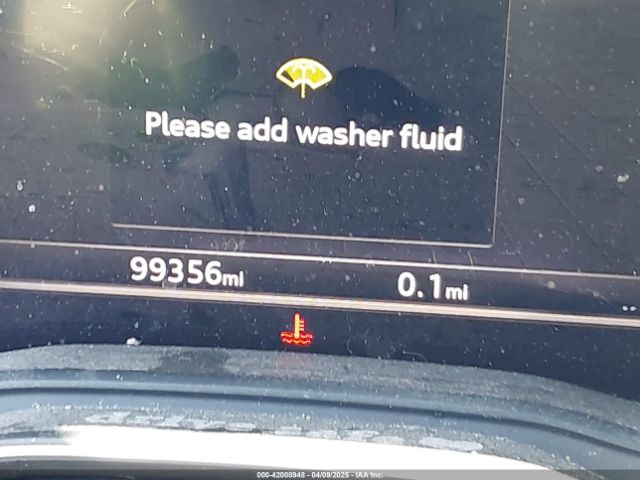 Please add washer fluid
99356mi 0.1mi
000-42008948 - 04/09/2025 - IAA Inc.